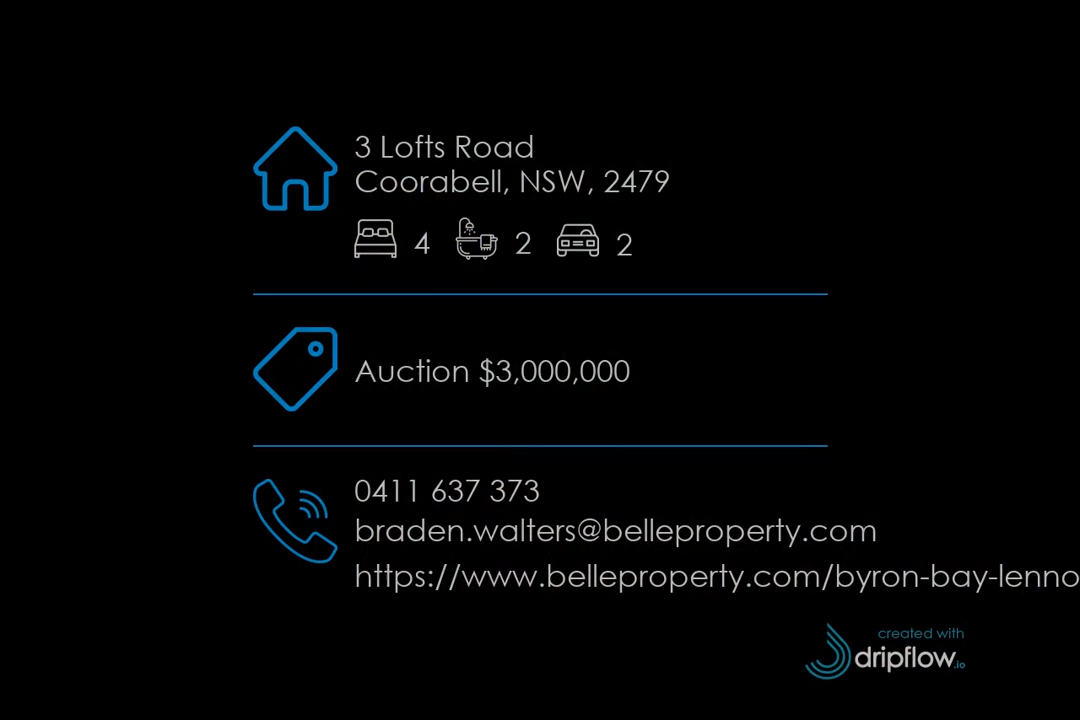 3 Lofts Road
Coorabell, NSW, 2479
4 2 2
Auction $3,000,000
0411 637 373
braden.walters@belleproperty.com
https://www.belleproperty.com/byron-bay-lenno
created with
dripflow.io